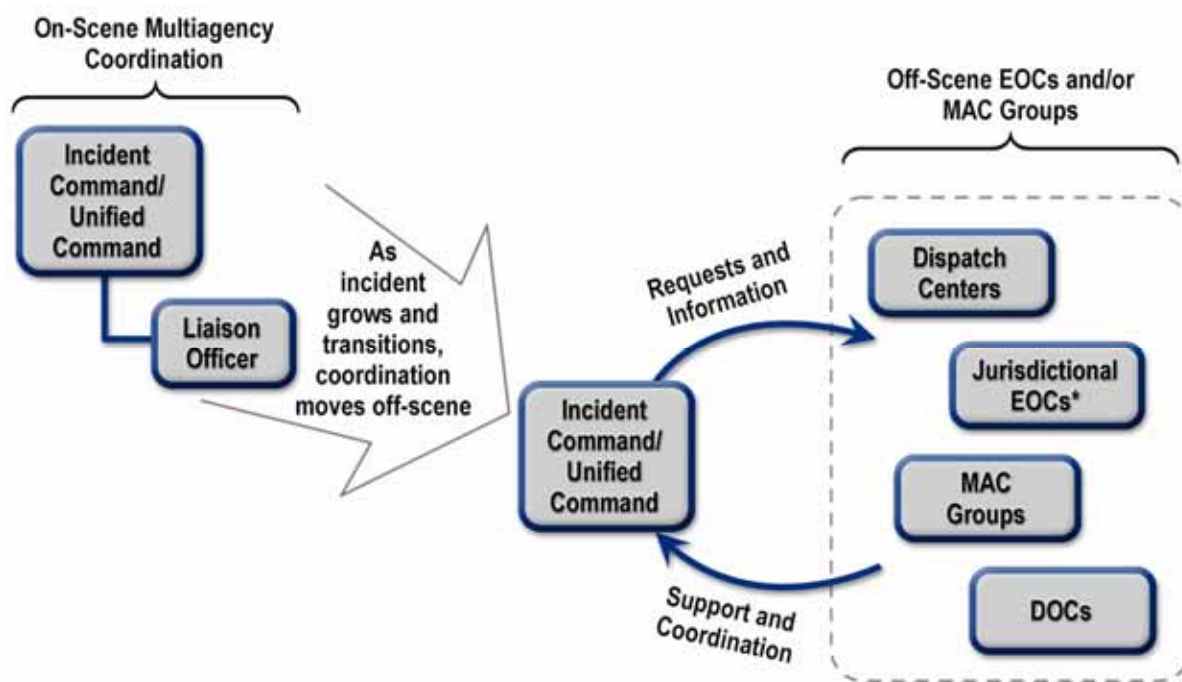 On-Scene Multiagency
Coordination
Incident
Command/
Unified
Command
Liaison
Officer
As
incident
grows and
transitions,
coordination
moves off-scene
Incident
Command/
Unified
Command
Requests and
Information
Support and
Coordination
Off-Scene EOCs and/or
MAC Groups
Dispatch
Centers
Jurisdictional
EOCs*
MAC
Groups
DOCs